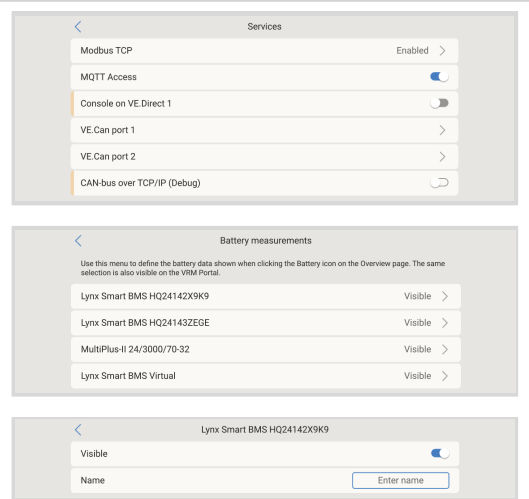 Services
Modbus TCP Enabled
MQTT Access
Console on VE.Direct 1
VE.Can port 1
VE.Can port 2
CAN-bus over TCP/IP (Debug)
Battery measurements
Use this menu to define the battery data shown when clicking the Battery icon on the Overview page. The same
selection is also visible on the VRM Portal.
Lynx Smart BMS HQ24142X9K9 Visible
Lynx Smart BMS HQ24143ZEGE Visible
MultiPlus-II 24/3000/70-32 Visible
Lynx Smart BMS Virtual Visible
Lynx Smart BMS HQ24142X9K9
Visible
Name Enter name